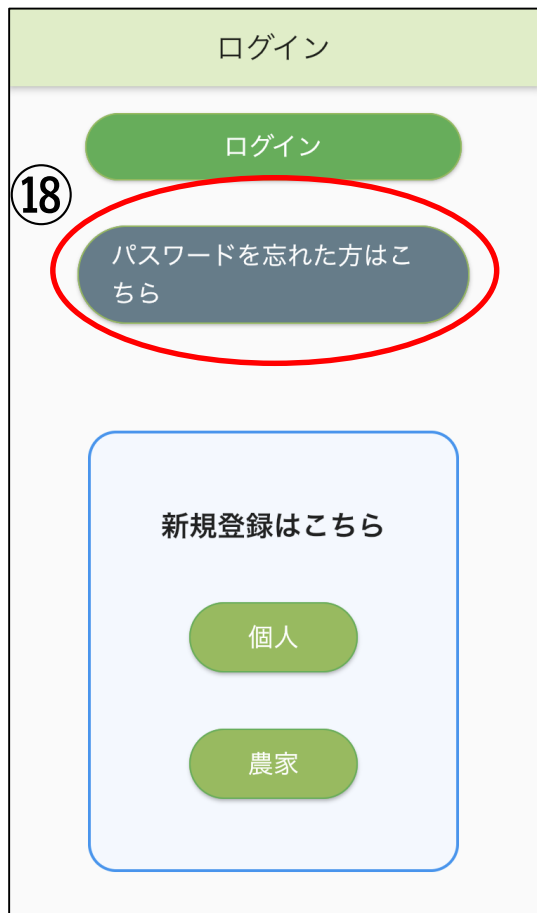 ログイン
ログイン
⑱
パスワードを忘れた方はこ
ちら
新規登録はこちら
個人
農家